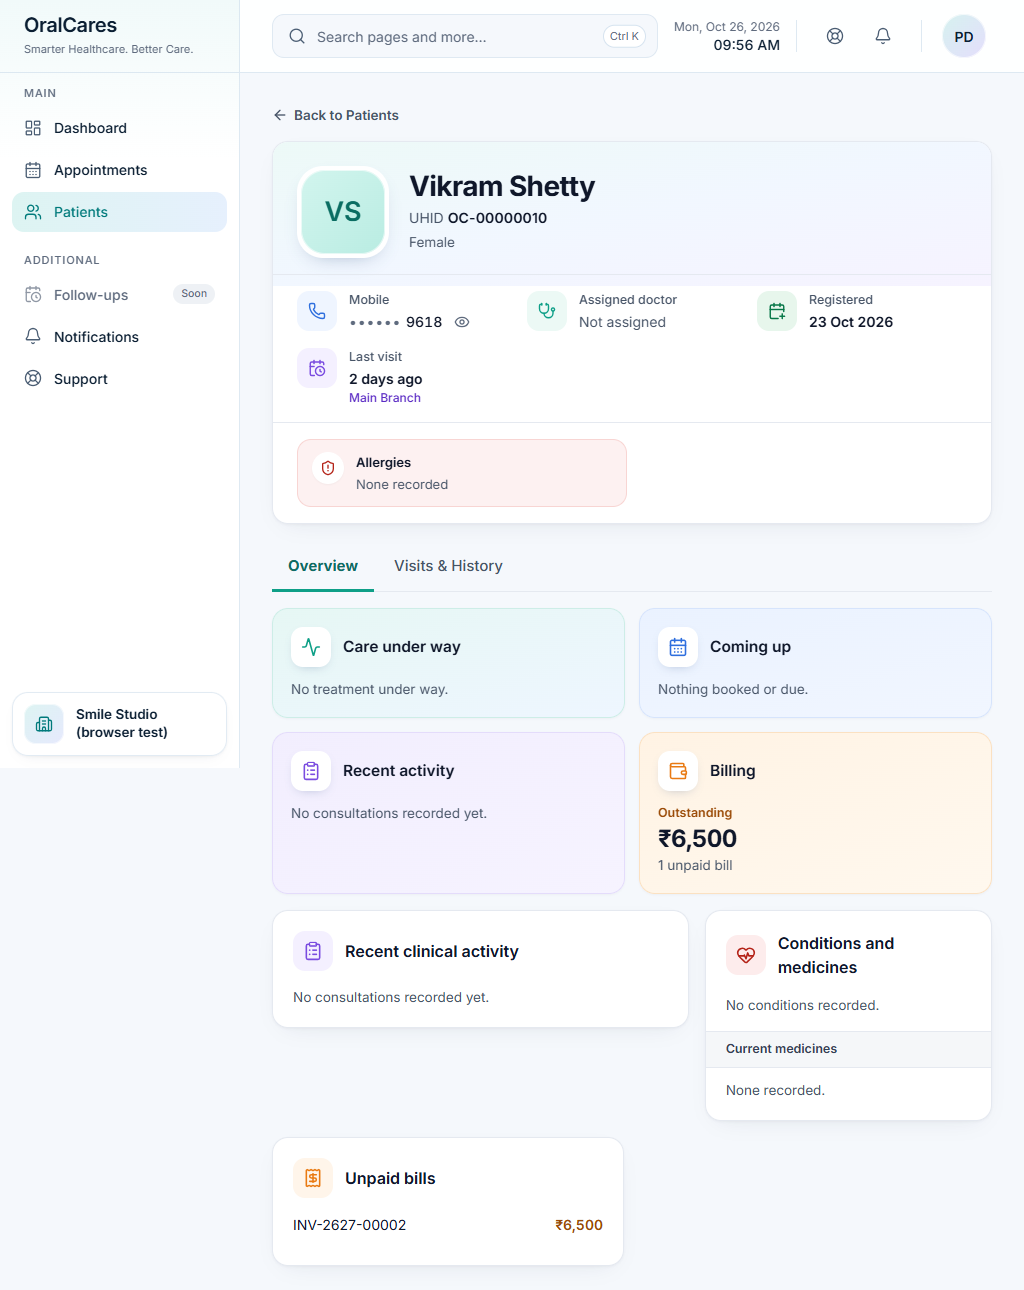 OralCares
Smarter Healthcare. Better Care.
Search pages and more...
Ctrl K
Mon, Oct 26, 2026
09:56 AM
PD
MAIN
Dashboard
Appointments
Patients
ADDITIONAL
Follow-ups
Soon
Notifications
Support
Smile Studio
(browser test)
Back to Patients
VS
Vikram Shetty
UHID OC-00000010
Female
Mobile
•••••• 9618
Assigned doctor
Not assigned
Registered
23 Oct 2026
Last visit
2 days ago
Main Branch
Allergies
None recorded
Overview
Visits & History
Care under way
No treatment under way.
Coming up
Nothing booked or due.
Recent activity
No consultations recorded yet.
Billing
Outstanding
₹6,500
1 unpaid bill
Recent clinical activity
No consultations recorded yet.
Conditions and
medicines
No conditions recorded.
Current medicines
None recorded.
Unpaid bills
INV-2627-00002
₹6,500